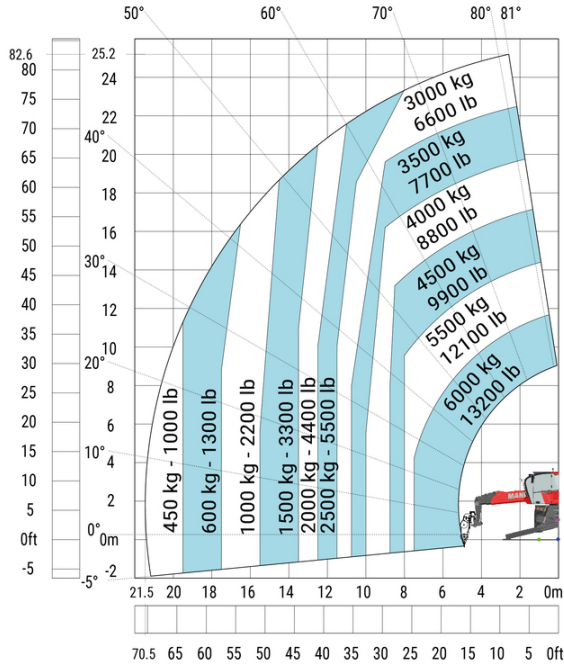 50° 60° 70° 80° 81°
82.6 25.2
80 24
75
22
70
40°
65 20
60
18
55
16
50
30°
45 14
40 12
35
10
30
20°
25 8
20 6
15
10° 4
10
2
5
0°
0ft 0m
-5 -2
-5°
3000 kg
6600 lb
3500 kg
7700 lb
4000 kg
8800 lb
4500 kg
9900 lb
5500 kg
12100 lb
6000 kg
13200 lb
450 kg - 1000 lb
600 kg - 1300 lb
1000 kg - 2200 lb
1500 kg - 3300 lb
2000 kg - 4400 lb
2500 kg - 5500 lb
MANI
21.5 20 18 16 14 12 10 8 6 4 2 0m
70.5 65 60 55 50 45 40 35 30 25 20 15 10 5 0ft